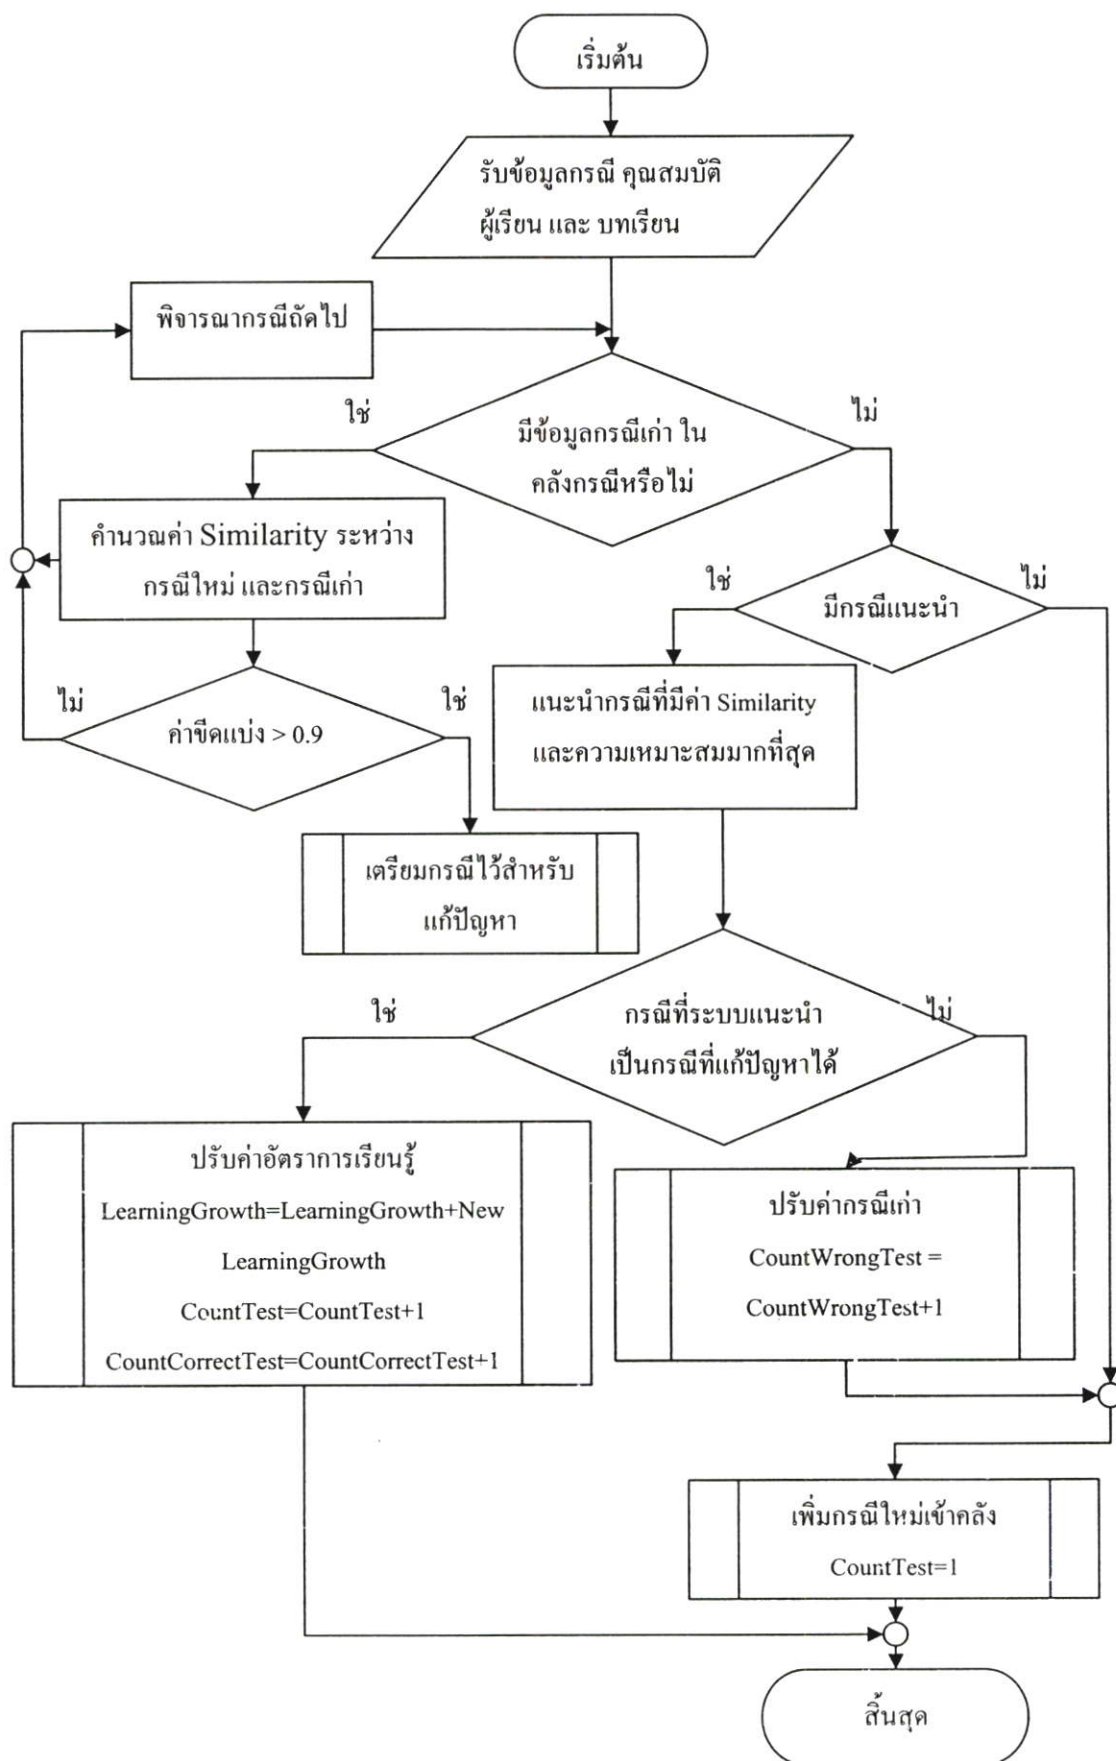 เริ่มต้น
รับข้อมูลกรณี คุณสมบัติ
ผู้เรียน และ บทเรียน
พิจารณากรณีถัดไป
ใช่
ไม่
มีข้อมูลกรณีเก่า ใน
คลังกรณีหรือไม่
คำนวณค่า Similarity ระหว่าง
กรณีใหม่ และกรณีเก่า
ใช่
ไม่
มีกรณีแนะนำ
ไม่
ใช่
ค่าขีดแบ่ง > 0.9
แนะนำกรณีที่มีค่า Similarity
และความเหมาะสมมากที่สุด
เตรียมกรณีไว้สำหรับ
แก้ปัญหา
ใช่
ไม่
กรณีที่ระบบแนะนำ
เป็นกรณีที่แก้ปัญหาได้
ปรับค่าอัตราการเรียนรู้
LearningGrowth=LearningGrowth+New
LearningGrowth
CountTest=CountTest+1
CountCorrectTest=CountCorrectTest+1
ปรับค่ากรณีเก่า
CountWrongTest =
CountWrongTest+1
เพิ่มกรณีใหม่เข้าคลัง
CountTest=1
สิ้นสุด